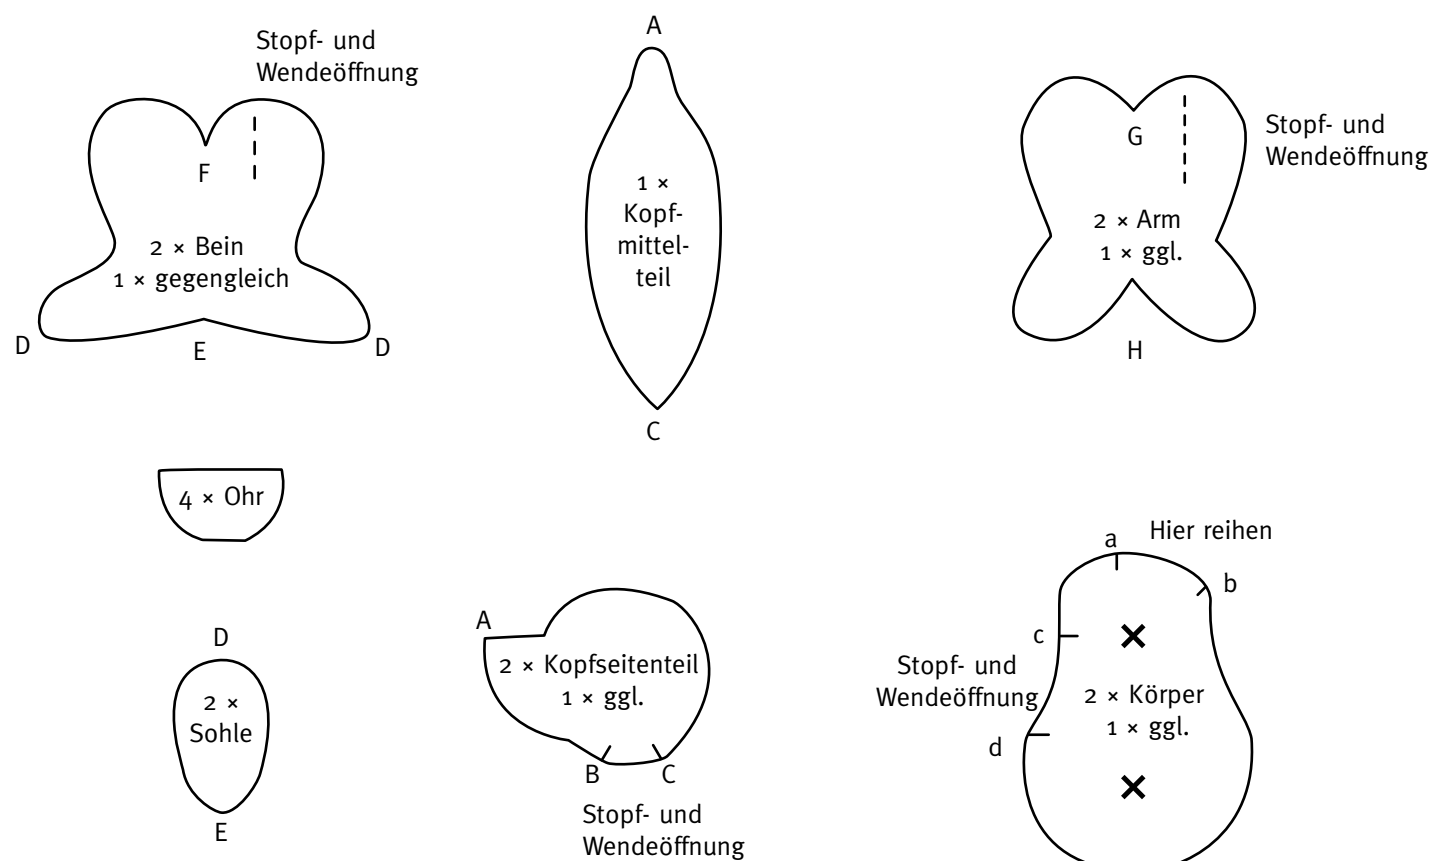 Stopf- und
Wendeöffnung
F
2 × Bein
1 × gegengleich
D
E
D
A
1 ×
Kopf-
mittel-
teil
C
G
Stopf- und
Wendeöffnung
2 × Arm
1 × ggl.
H
4 × Ohr
D
2 ×
Sohle
E
A
2 × Kopfseitenteil
1 × ggl.
B
C
Stopf- und
Wendeöffnung
a
Hier reihen
b
c
Stopf- und
Wendeöffnung
2 × Körper
1 × ggl.
d